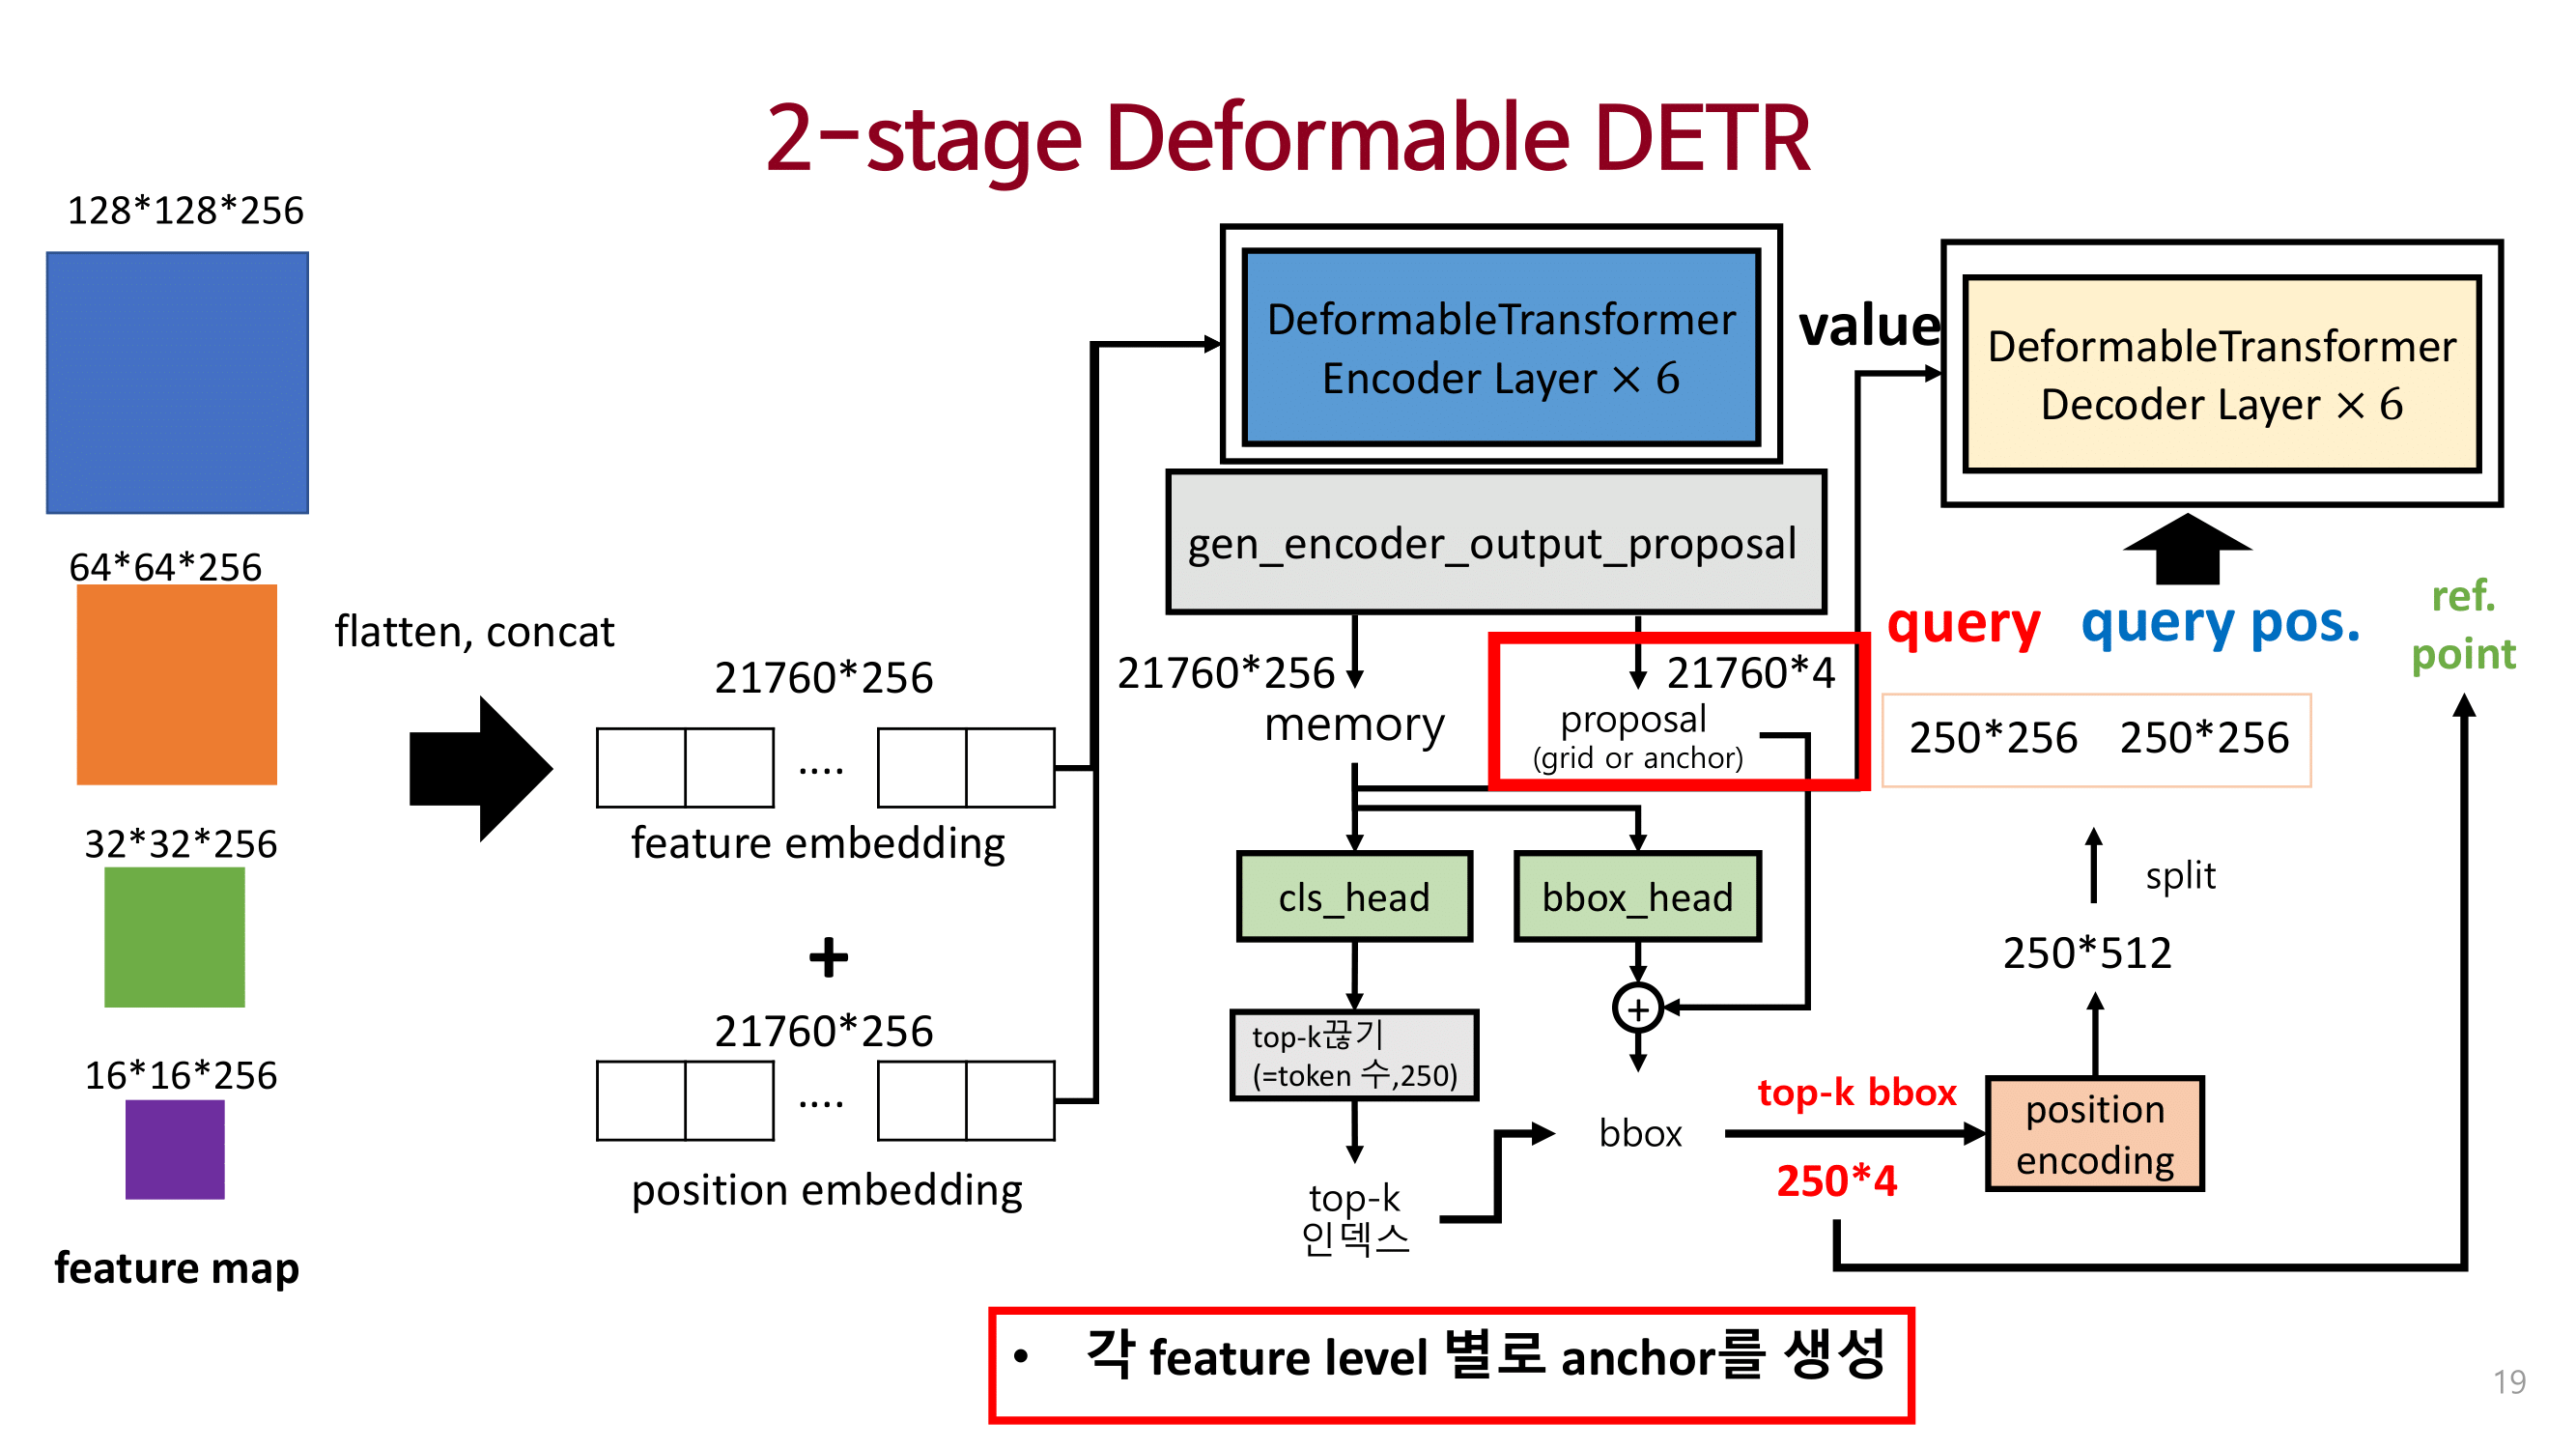 2-stage Deformable DETR
128*128*256
64*64*256
32*32*256
16*16*256
feature map
flatten, concat
21760*256
....
feature embedding
+
21760*256
....
position embedding
DeformableTransformer
Encoder Layer × 6
gen_encoder_output_proposal
21760*256
memory
21760*4
proposal
(grid or anchor)
cls_head
bbox_head
+
top-k끊기
(=token 수,250)
top-k
인덱스
bbox
top-k bbox
250*4
position
encoding
250*512
split
250*256
250*256
query
query pos.
ref.
point
value
DeformableTransformer
Decoder Layer × 6
• 각 feature level 별로 anchor를 생성
19